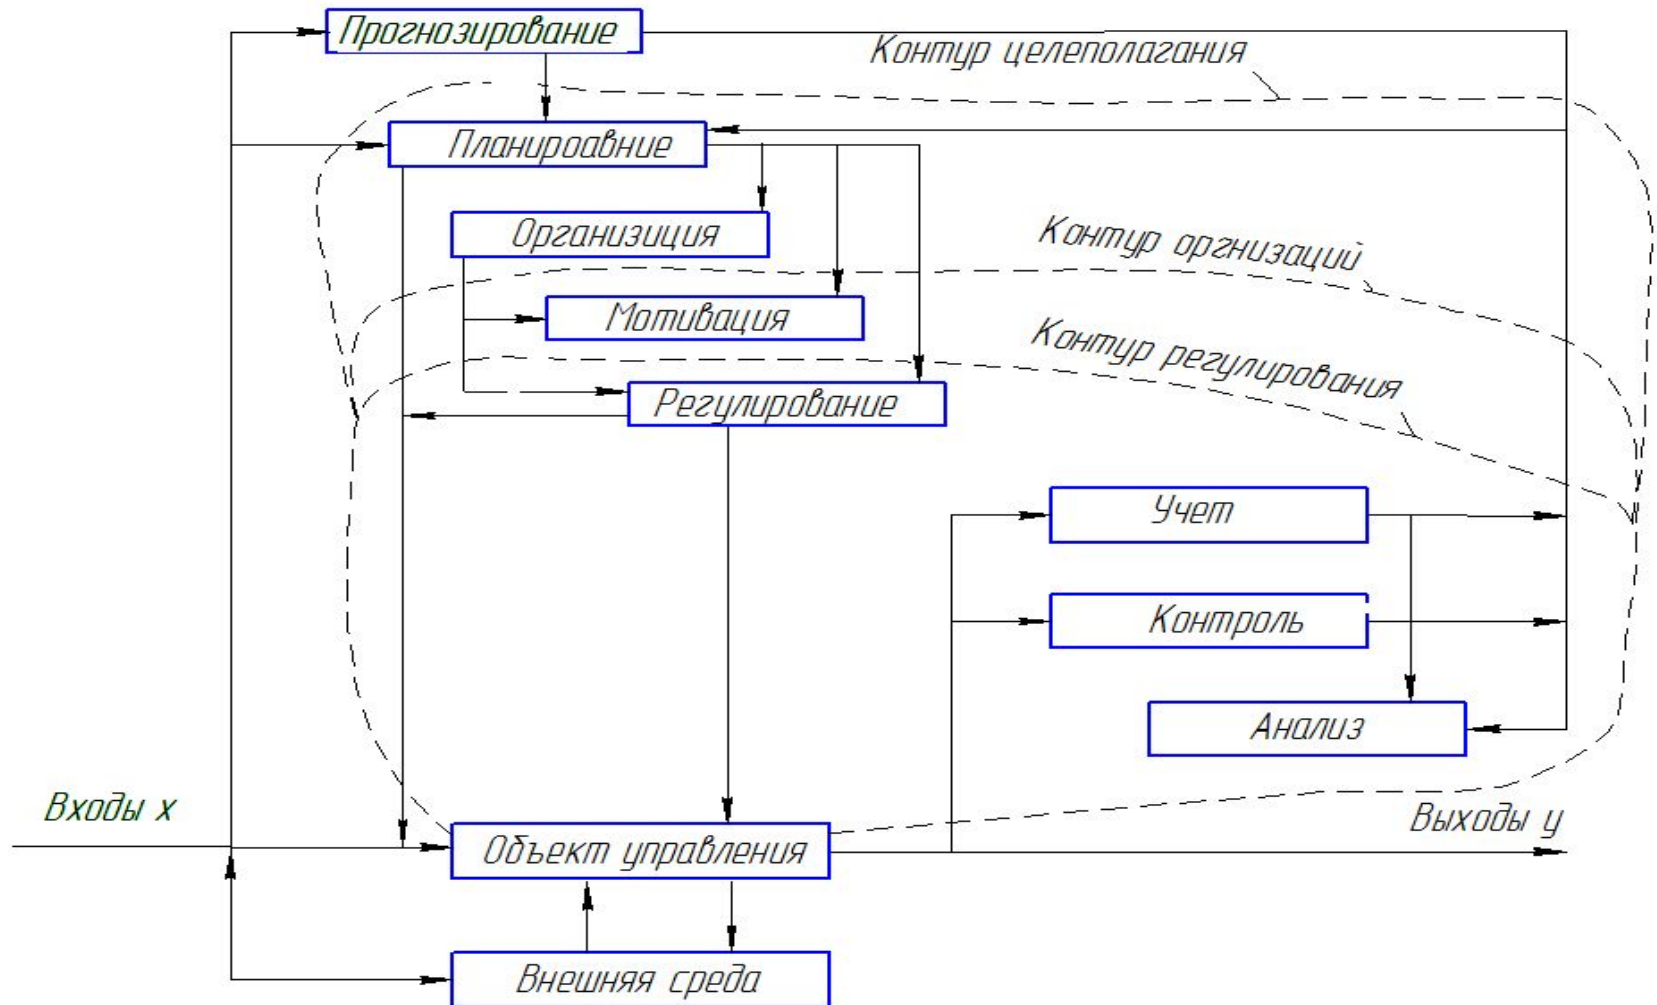 Прогнозирование
Контур целеполагания
Планироавние
Организиция
Контур оргнизаций
Мотивация
Контур регулирования
Регулирование
Учет
Контроль
Анализ
Входы x
Выходы y
Объект управления
Внешняя среда